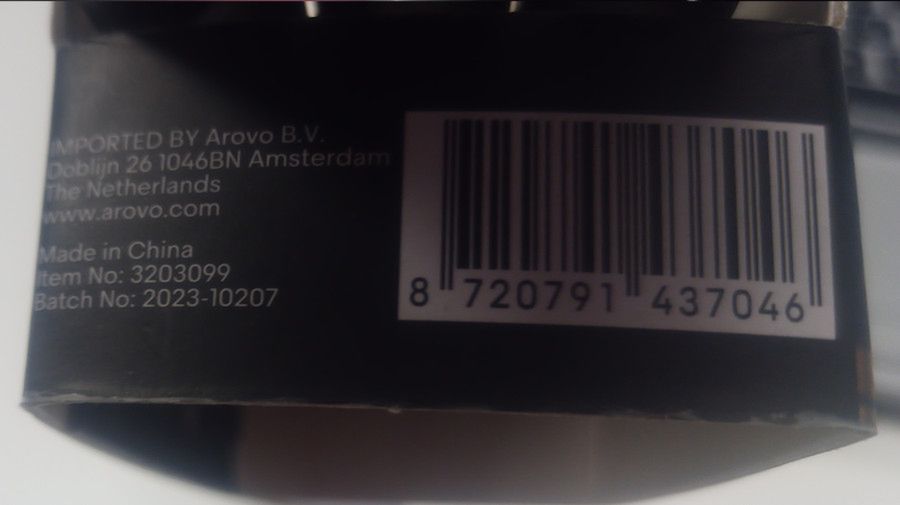 IMPORTED BY Arovo B.V.
Doblijn 26 1046BN Amsterdam
The Netherlands
www.arovo.com
Made in China
Item No: 3203099
Batch No: 2023-10207
8 720791 437046